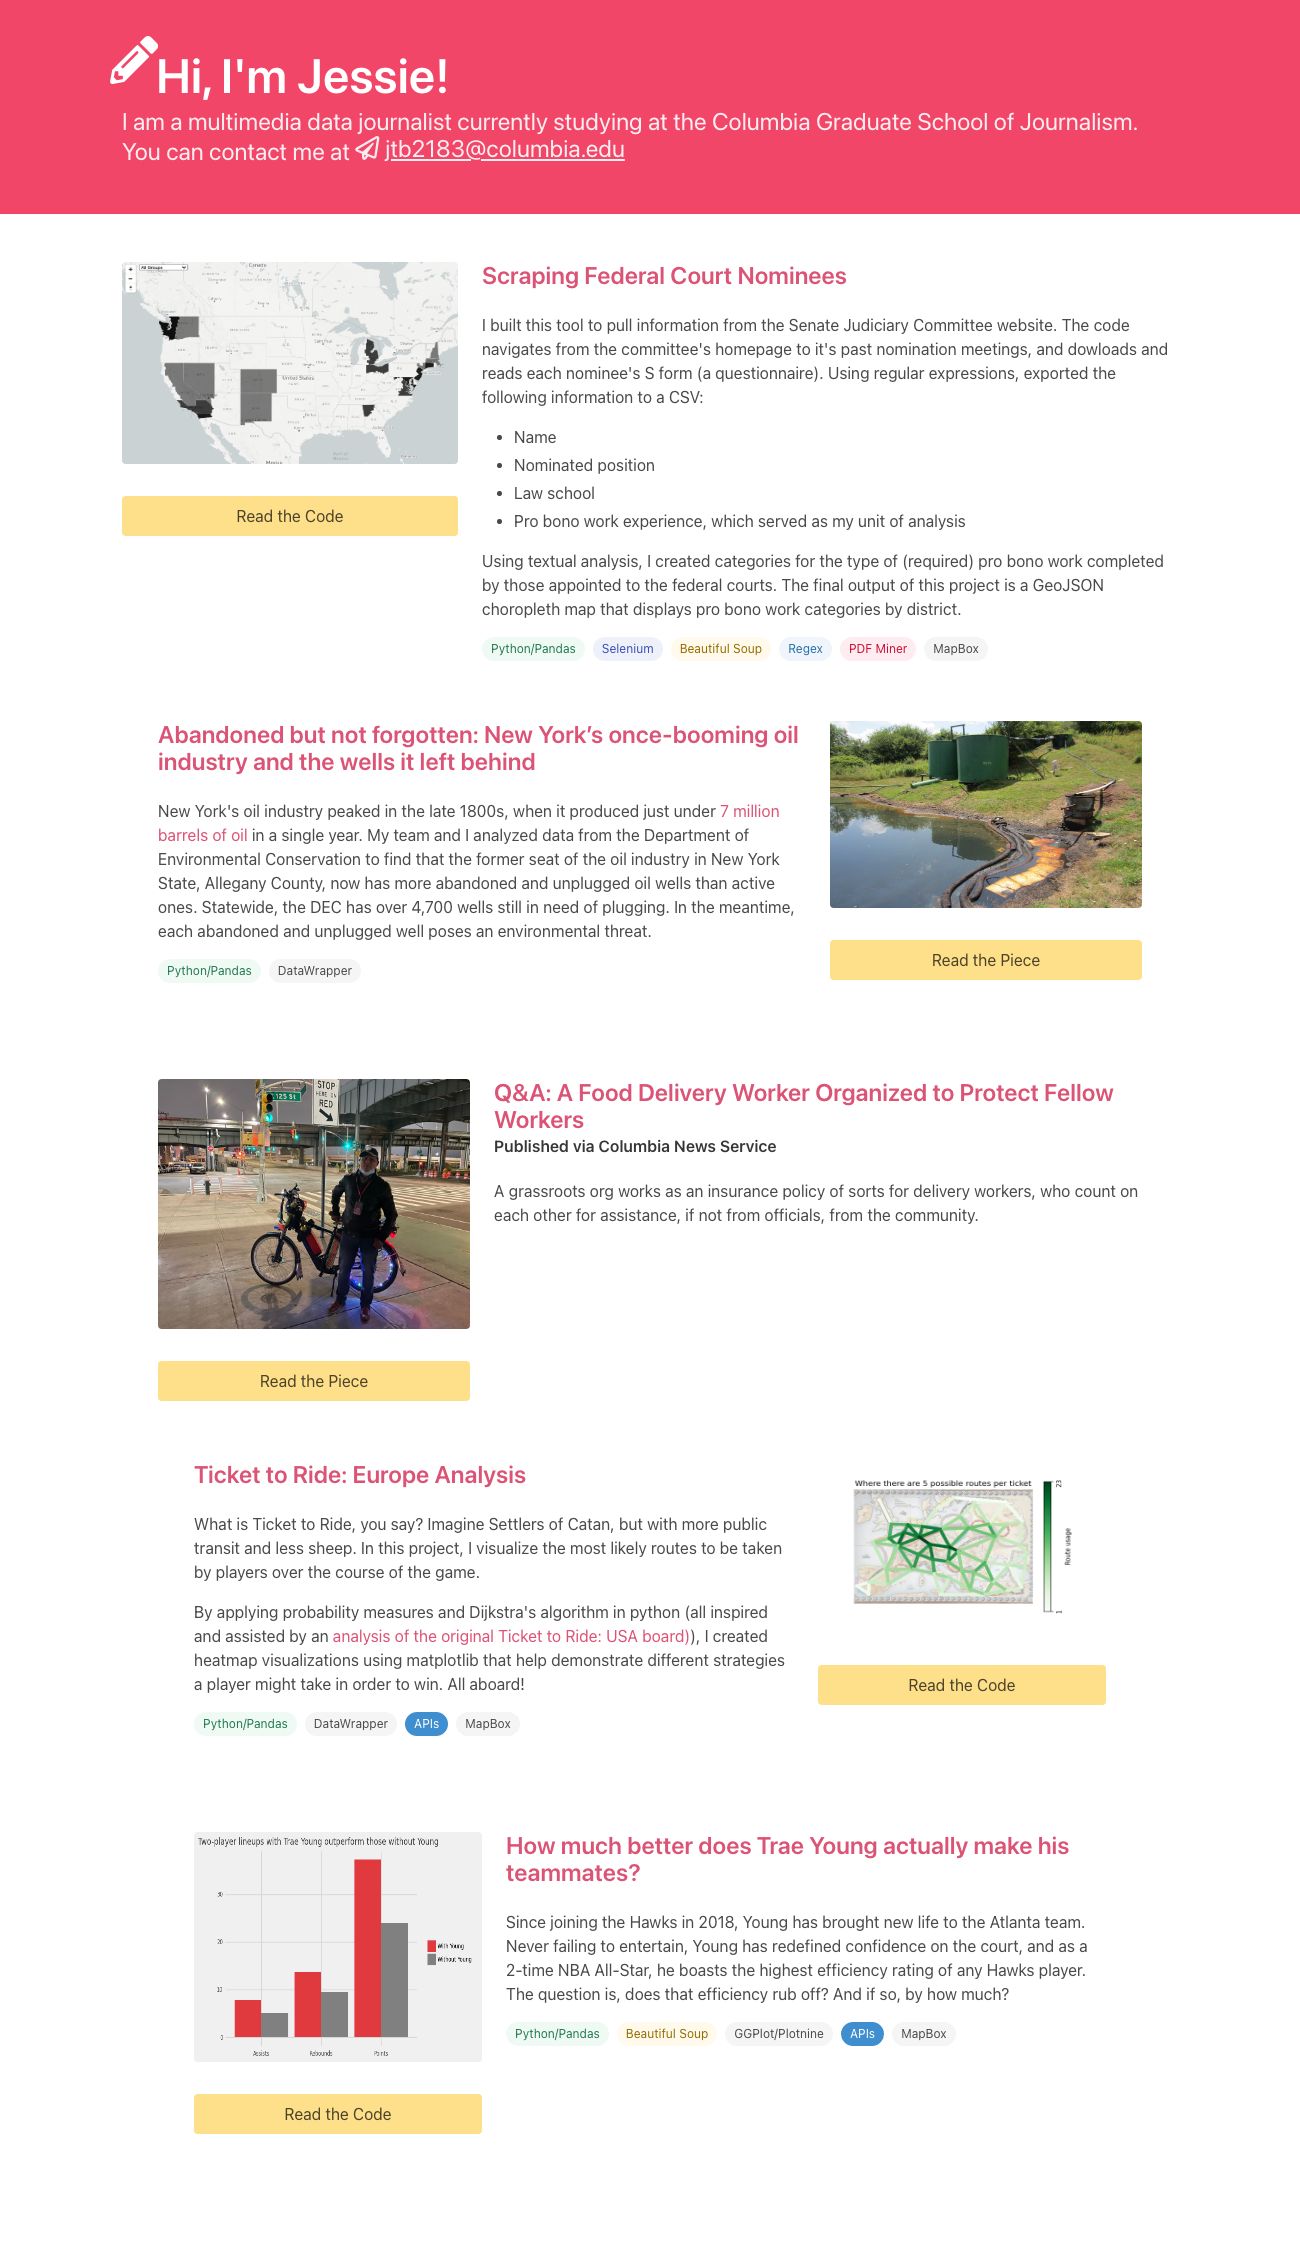 Hi, I'm Jessie!
I am a multimedia data journalist currently studying at the Columbia Graduate School of Journalism.
You can contact me at jtb2183@columbia.edu
All Groups
Canada
United States
Mexico
Scraping Federal Court Nominees
I built this tool to pull information from the Senate Judiciary Committee website. The code
navigates from the committee's homepage to it's past nomination meetings, and dowloads and
reads each nominee's S form (a questionnaire). Using regular expressions, exported the
following information to a CSV:
• Name
• Nominated position
• Law school
• Pro bono work experience, which served as my unit of analysis
Using textual analysis, I created categories for the type of (required) pro bono work completed
by those appointed to the federal courts. The final output of this project is a GeoJSON
choropleth map that displays pro bono work categories by district.
Python/Pandas Selenium Beautiful Soup Regex PDF Miner MapBox
Read the Code
Abandoned but not forgotten: New York’s once-booming oil
industry and the wells it left behind
New York's oil industry peaked in the late 1800s, when it produced just under 7 million
barrels of oil in a single year. My team and I analyzed data from the Department of
Environmental Conservation to find that the former seat of the oil industry in New York
State, Allegany County, now has more abandoned and unplugged oil wells than active
ones. Statewide, the DEC has over 4,700 wells still in need of plugging. In the meantime,
each abandoned and unplugged well poses an environmental threat.
Python/Pandas DataWrapper
Read the Piece
STOP
HERE ON
RED
125 St
Q&A: A Food Delivery Worker Organized to Protect Fellow
Workers
Published via Columbia News Service
A grassroots org works as an insurance policy of sorts for delivery workers, who count on
each other for assistance, if not from officials, from the community.
Read the Piece
Ticket to Ride: Europe Analysis
What is Ticket to Ride, you say? Imagine Settlers of Catan, but with more public
transit and less sheep. In this project, I visualize the most likely routes to be taken
by players over the course of the game.
By applying probability measures and Dijkstra's algorithm in python (all inspired
and assisted by an analysis of the original Ticket to Ride: USA board)), I created
heatmap visualizations using matplotlib that help demonstrate different strategies
a player might take in order to win. All aboard!
Python/Pandas DataWrapper APIs MapBox
Where there are 5 possible routes per ticket
23
Route usage
1
Read the Code
Two-player lineups with Trae Young outperform those without Young
30
20
10
0
Assists Rebounds Points
With Young
Without Young
How much better does Trae Young actually make his
teammates?
Since joining the Hawks in 2018, Young has brought new life to the Atlanta team.
Never failing to entertain, Young has redefined confidence on the court, and as a
2-time NBA All-Star, he boasts the highest efficiency rating of any Hawks player.
The question is, does that efficiency rub off? And if so, by how much?
Python/Pandas Beautiful Soup GGPlot/Plotnine APIs MapBox
Read the Code